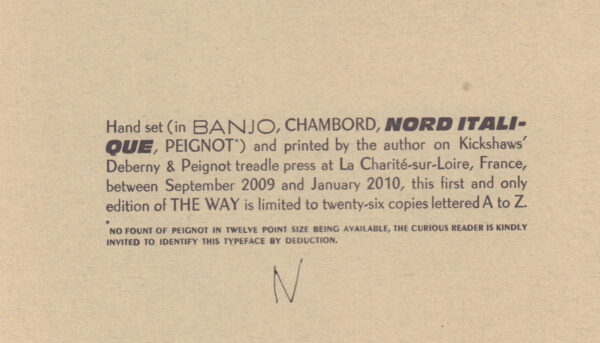 Hand set (in BANJO, CHAMBORD, NORD ITALI-
QUE, PEIGNOT*) and printed by the author on Kickshaws'
Deberny & Peignot treadle press at La Charité-sur-Loire, France,
between September 2009 and January 2010, this first and only
edition of THE WAY is limited to twenty-six copies lettered A to Z.
*NO FOUNT OF PEIGNOT IN TWELVE POINT SIZE BEING AVAILABLE, THE CURIOUS READER IS KINDLY
INVITED TO IDENTIFY THIS TYPEFACE BY DEDUCTION.
N